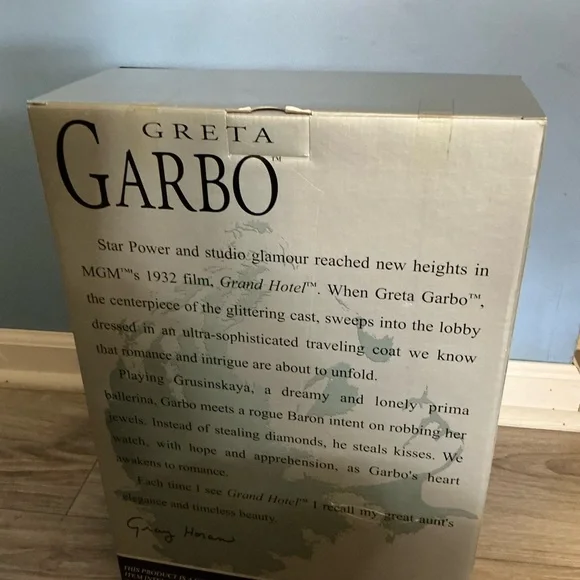 GRETA
GARBO™
Star Power and studio glamour reached new heights in
MGM™'s 1932 film, Grand Hotel™. When Greta Garbo™,
the centerpiece of the glittering cast, sweeps into the lobby
dressed in an ultra-sophisticated traveling coat we know
that romance and intrigue are about to unfold.
Playing Grusinskaya, a dreamy and lonely prima
ballerina, Garbo meets a rogue Baron intent on robbing her
jewels. Instead of stealing diamonds, he steals kisses. We
watch, with hope and apprehension, as Garbo's heart
awakens to romance.
Each time I see Grand Hotel™ I recall my great aunt's
elegance and timeless beauty.
THIS PRODUCT IS